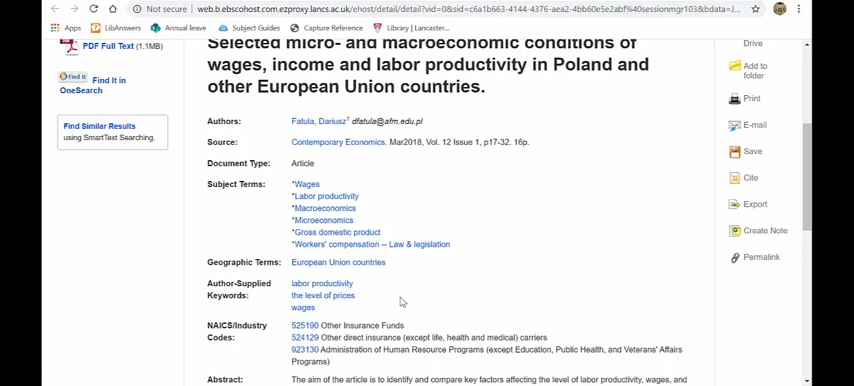 Not secure | web.b.ebscohost.com.ezproxy.lancs.ac.uk/ehost/detail/detail?vid=0&sid=c6a1b663-4144-4376-aea2-4bb60e5e2abf%40sessionmgr103&bdata=J...
Apps LibAnswers Annual leave Subject Guides Capture Reference Library | Lancaster...
PDF Full Text (1.1MB)
Find It Find It in
OneSearch
Find Similar Results
using SmartText Searching.
Selected micro- and macroeconomic conditions of
wages, income and labor productivity in Poland and
other European Union countries.
Authors: Fatula, Dariusz1 dfatula@afm.edu.pl
Source: Contemporary Economics. Mar2018, Vol. 12 Issue 1, p17-32. 16p.
Document Type: Article
Subject Terms: *Wages
*Labor productivity
*Macroeconomics
*Microeconomics
*Gross domestic product
*Workers' compensation -- Law & legislation
Geographic Terms: European Union countries
Author-Supplied labor productivity
Keywords: the level of prices
wages
NAICS/Industry 525190 Other Insurance Funds
Codes: 524129 Other direct insurance (except life, health and medical) carriers
923130 Administration of Human Resource Programs (except Education, Public Health, and Veterans' Affairs
Programs)
Abstract: The aim of the article is to identify and compare key factors affecting the level of labor productivity, wages, and
Drive
Add to
folder
Print
E-mail
Save
Cite
Export
Create Note
Permalink